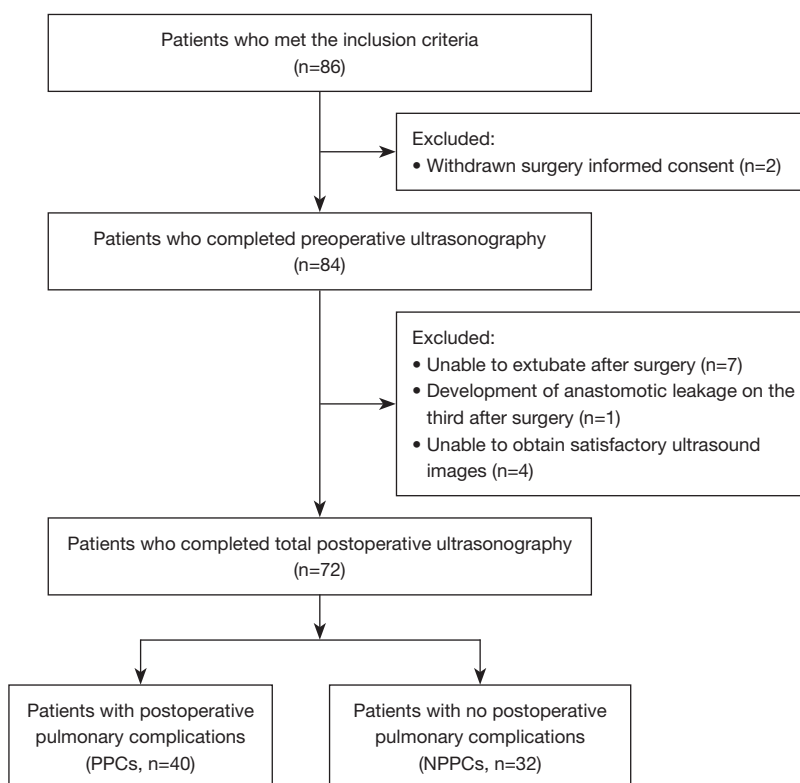 Patients who met the inclusion criteria
(n=86)
Excluded:
• Withdrawn surgery informed consent (n=2)
Patients who completed preoperative ultrasonography
(n=84)
Excluded:
• Unable to extubate after surgery (n=7)
• Development of anastomotic leakage on the
third after surgery (n=1)
• Unable to obtain satisfactory ultrasound
images (n=4)
Patients who completed total postoperative ultrasonography
(n=72)
Patients with postoperative
pulmonary complications
(PPCs, n=40)
Patients with no postoperative
pulmonary complications
(NPPCs, n=32)